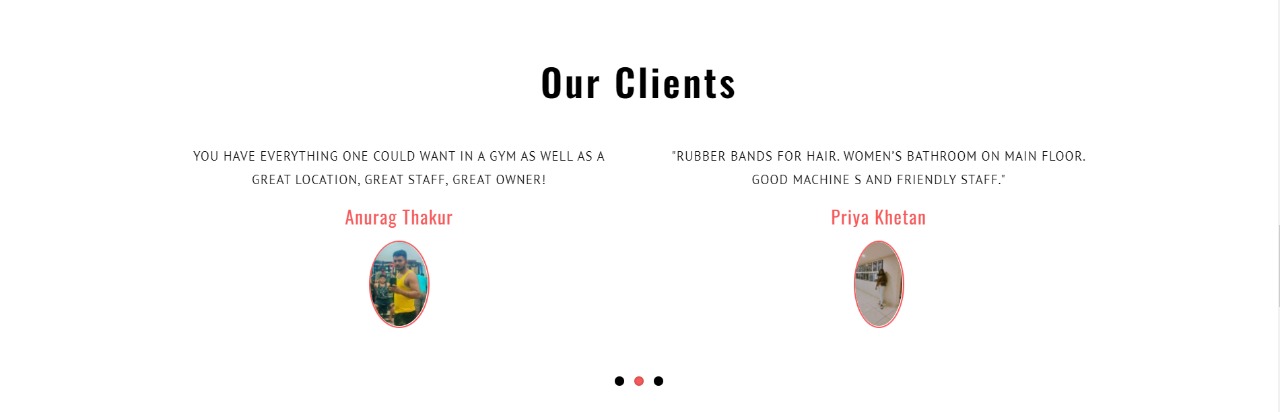 Our Clients
YOU HAVE EVERYTHING ONE COULD WANT IN A GYM AS WELL AS A
GREAT LOCATION, GREAT STAFF, GREAT OWNER!
Anurag Thakur
"RUBBER BANDS FOR HAIR. WOMEN'S BATHROOM ON MAIN FLOOR.
GOOD MACHINE S AND FRIENDLY STAFF."
Priya Khetan